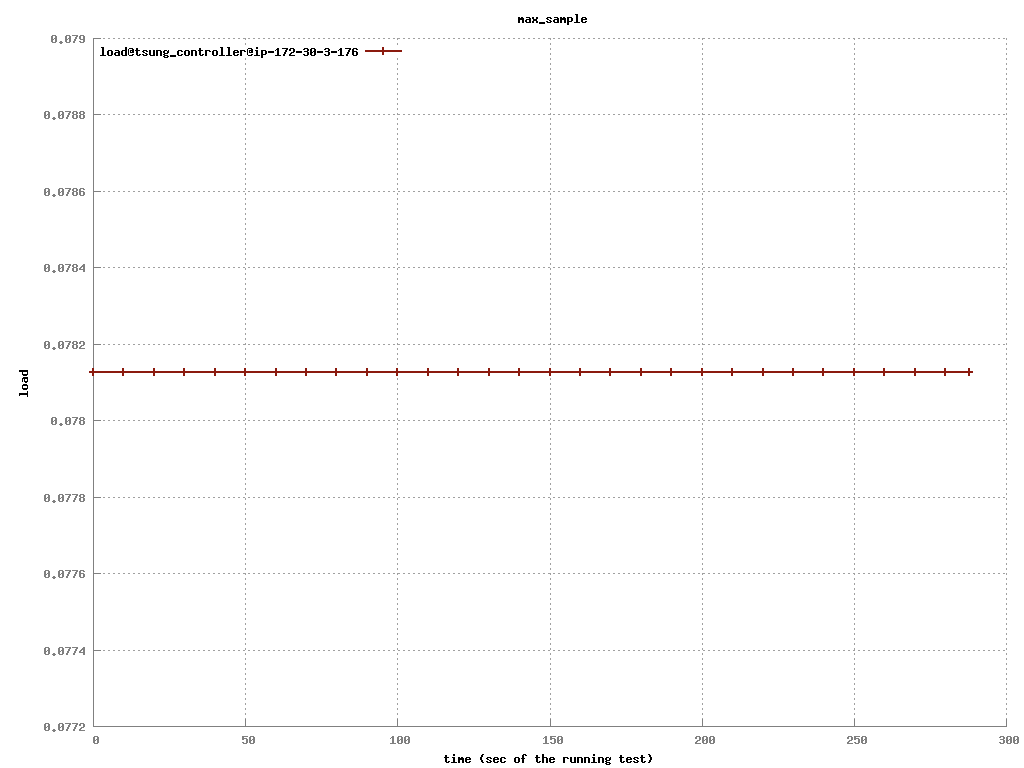 max_sample
load@tsung_controller@ip-172-30-3-176
0.079
0.0788
0.0786
0.0784
0.0782
0.078
0.0778
0.0776
0.0774
0.0772
load
0 50 100 150 200 250 300
time (sec of the running test)